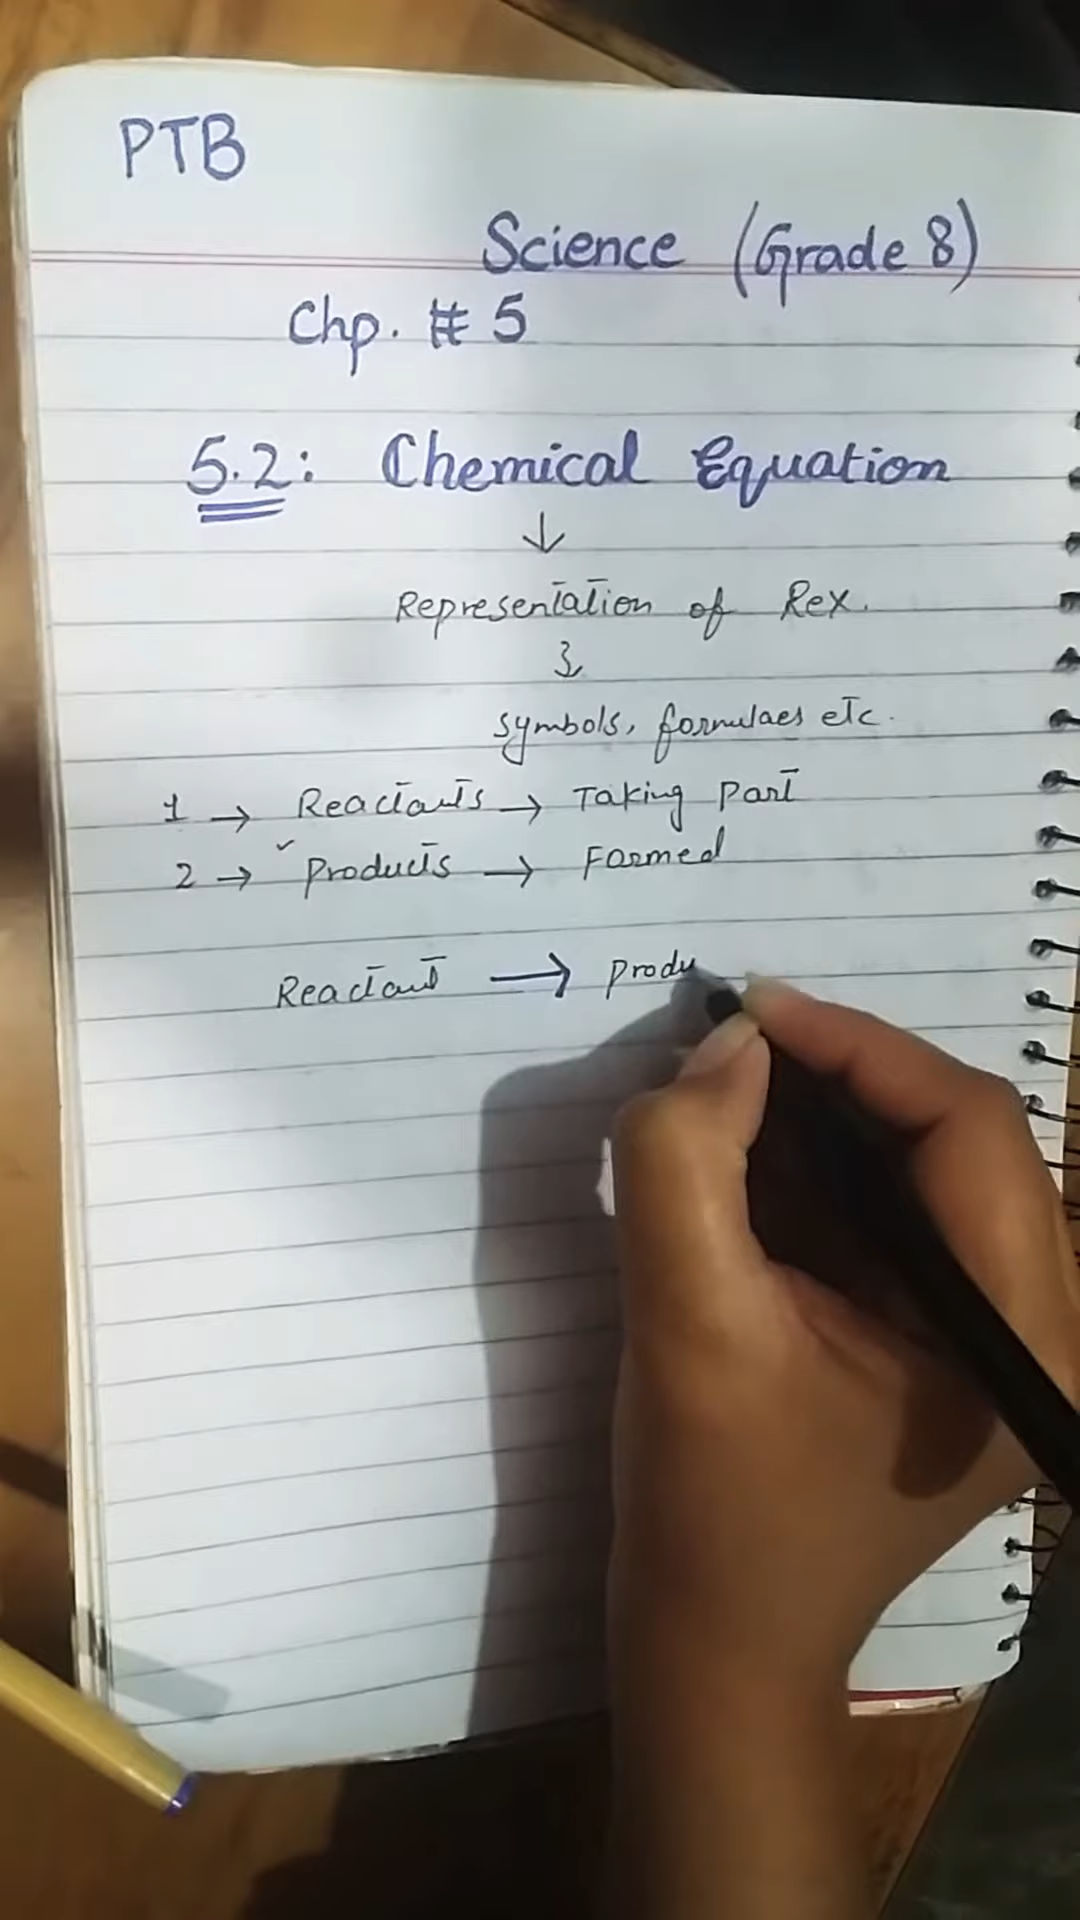 PTB
Science (Grade 8)
Chp. # 5
5.2: Chemical Equation
↓
Representation of Rex.
↓
symbols, formulaes etc.
1 → Reactants → Taking Part
2 → Products → Formed
Reactant → produ